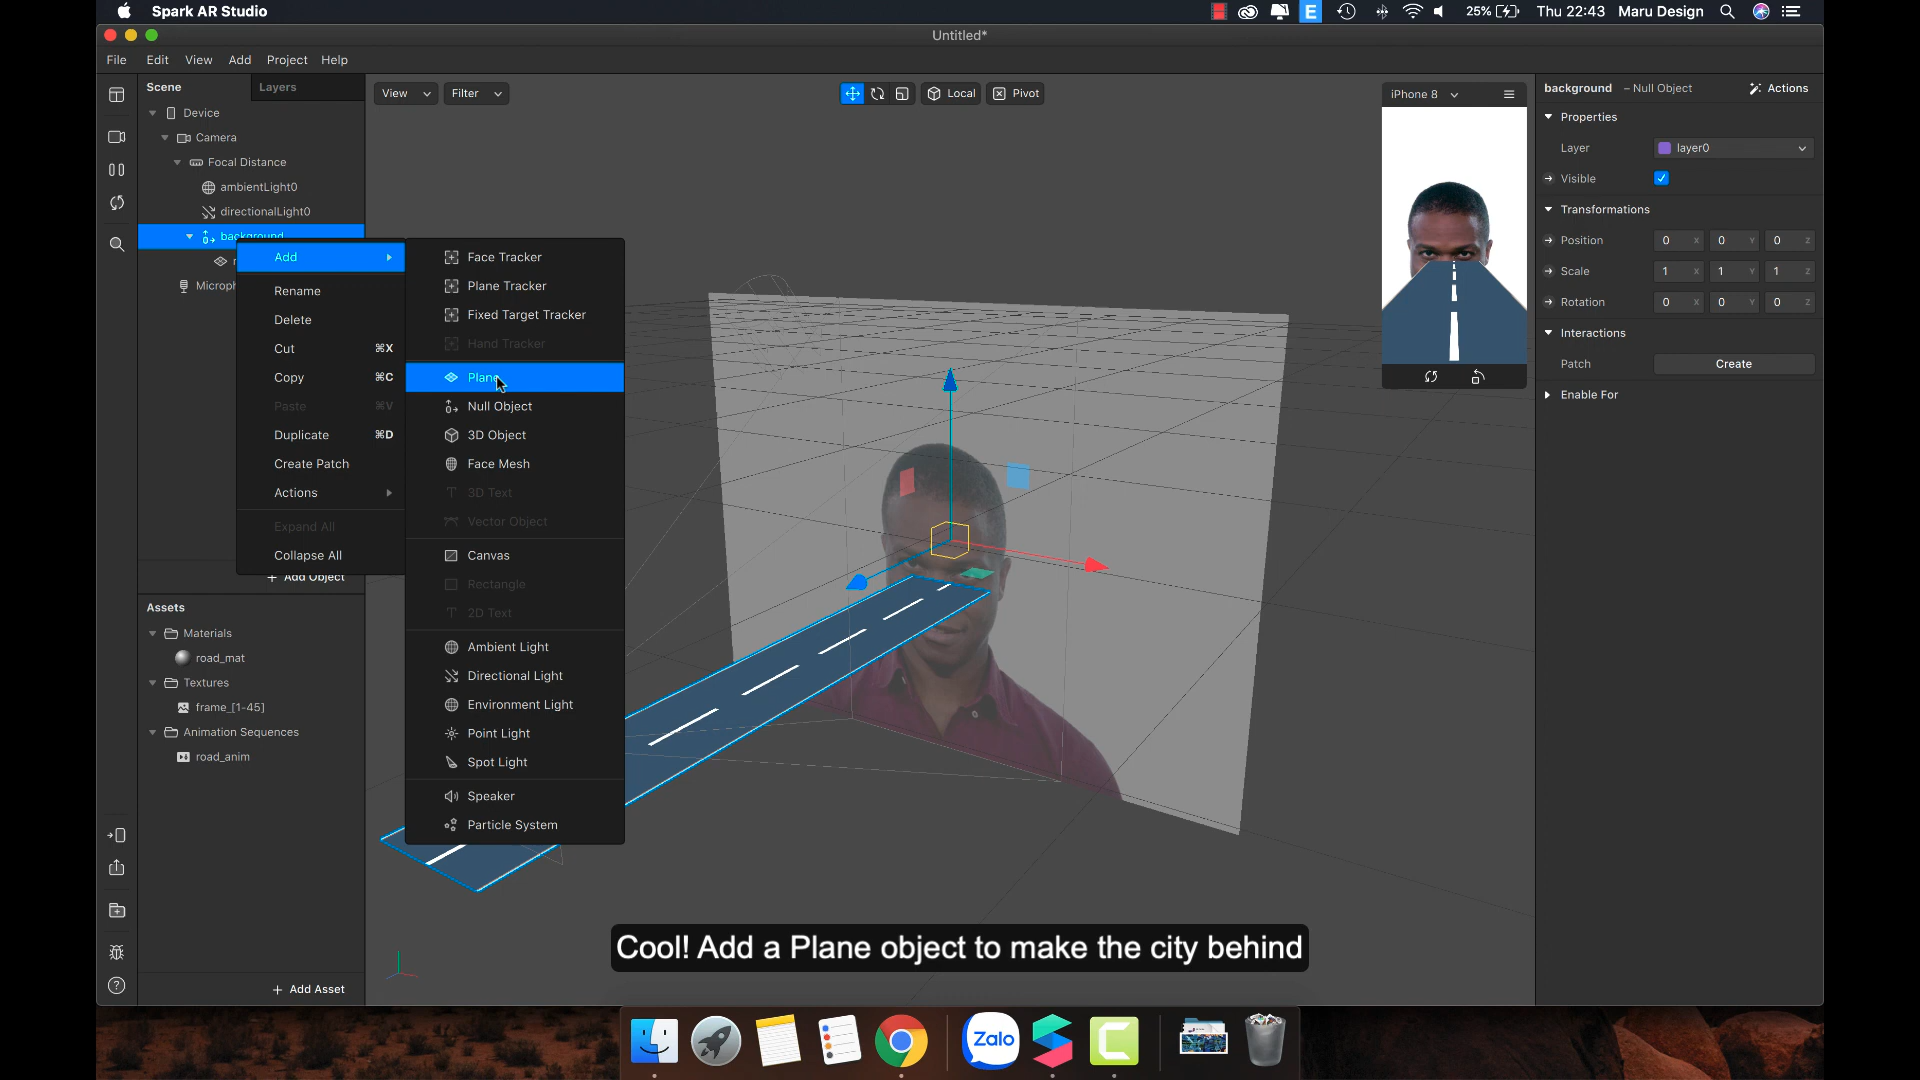 Spark AR Studio
E
25%
Thu 22:43
Maru Design
Untitled*
File Edit View Add Project Help
Scene
Layers
View
Filter
Local
Pivot
iPhone 8
background – Null Object
Actions
Device
Camera
Focal Distance
ambientLight0
directionalLight0
background
Add
Rename
Delete
Cut ⌘X
Copy ⌘C
Paste ⌘V
Duplicate ⌘D
Create Patch
Actions
Expand All
Collapse All
Face Tracker
Plane Tracker
Fixed Target Tracker
Hand Tracker
Plane
Null Object
3D Object
Face Mesh
3D Text
Vector Object
Canvas
Rectangle
2D Text
Ambient Light
Directional Light
Environment Light
Point Light
Spot Light
Speaker
Particle System
+ Add Object
Assets
Materials
road_mat
Textures
frame_[1-45]
Animation Sequences
road_anim
+ Add Asset
Properties
Layer layer0
Visible
Transformations
Position 0 X 0 Y 0 Z
Scale 1 X 1 Y 1 Z
Rotation 0 X 0 Y 0 Z
Interactions
Patch Create
Enable For
Cool! Add a Plane object to make the city behind
Zalo